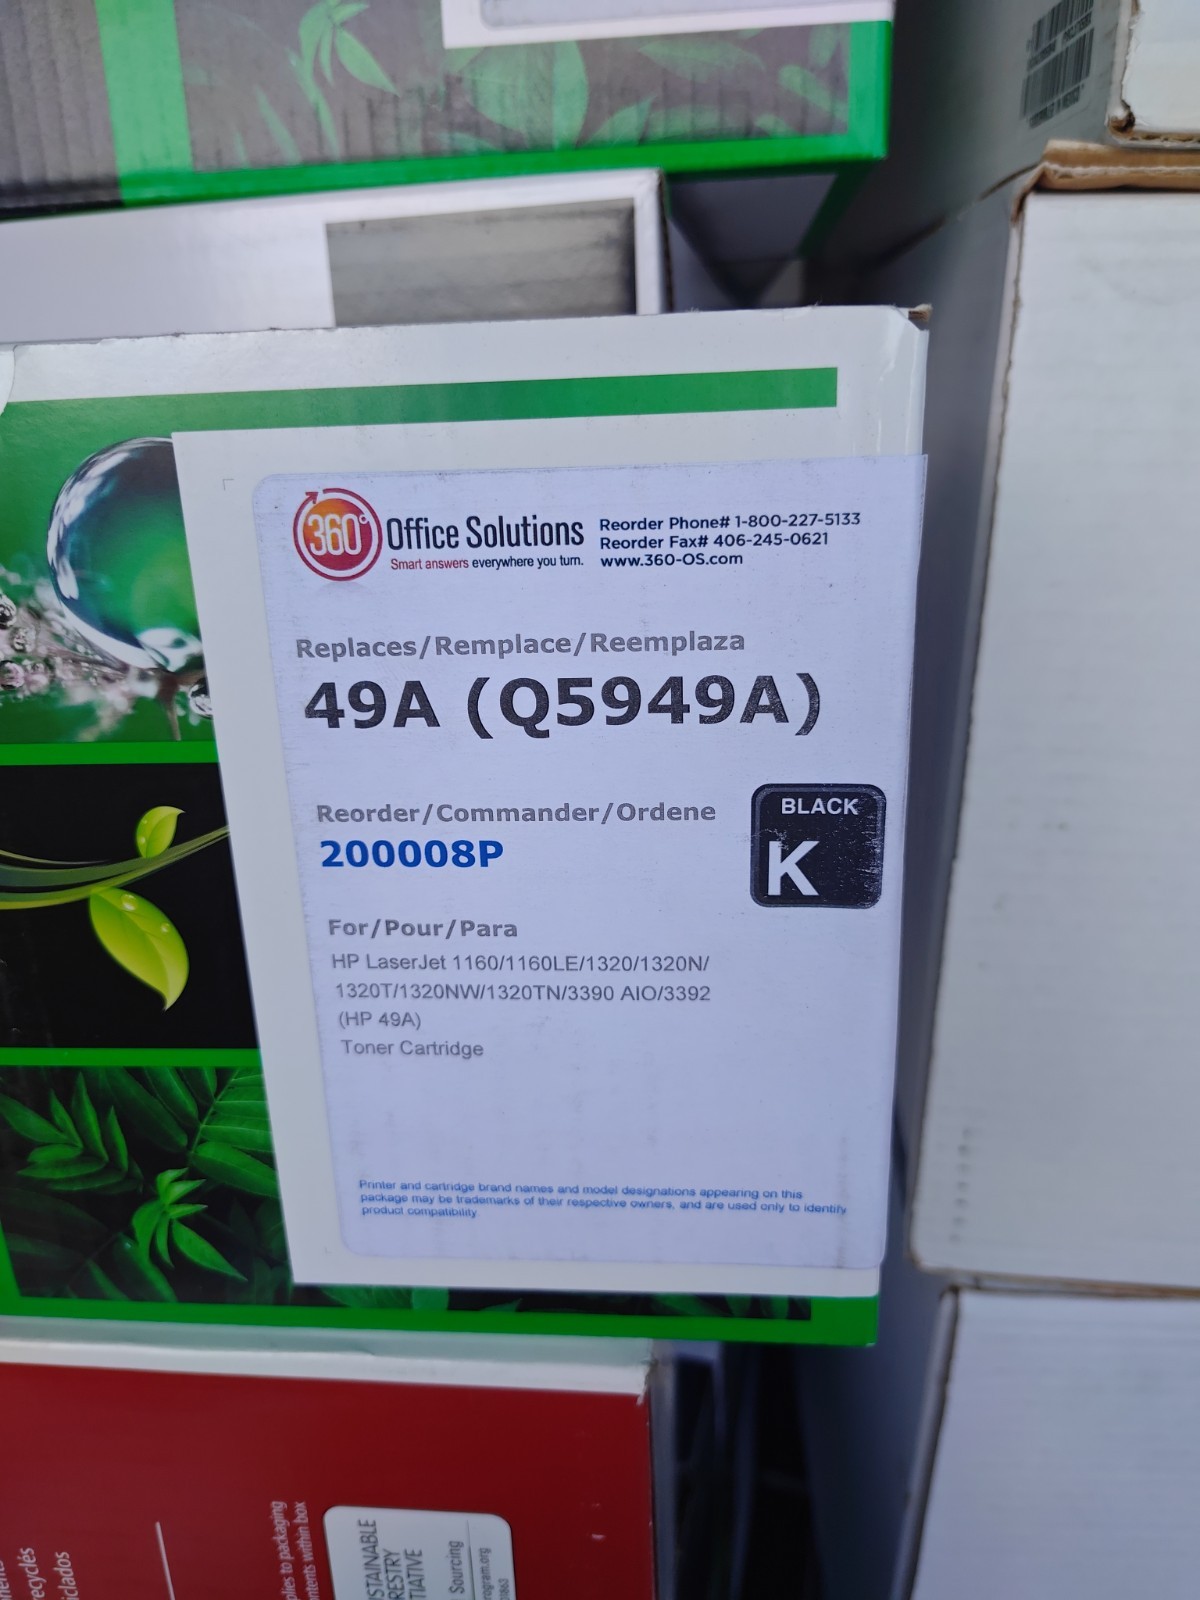 360°
Office Solutions
Smart answers everywhere you turn.
Reorder Phone# 1-800-227-5133
Reorder Fax# 406-245-0621
www.360-OS.com
Replaces/Remplace/Reemplaza
49A (Q5949A)
Reorder/Commander/Ordene
200008P
BLACK
K
For/Pour/Para
HP LaserJet 1160/1160LE/1320/1320N/
1320T/1320NW/1320TN/3390 AIO/3392
(HP 49A)
Toner Cartridge
Printer and cartridge brand names and model designations appearing on this
package may be trademarks of their respective owners, and are used only to identify
product compatibility.